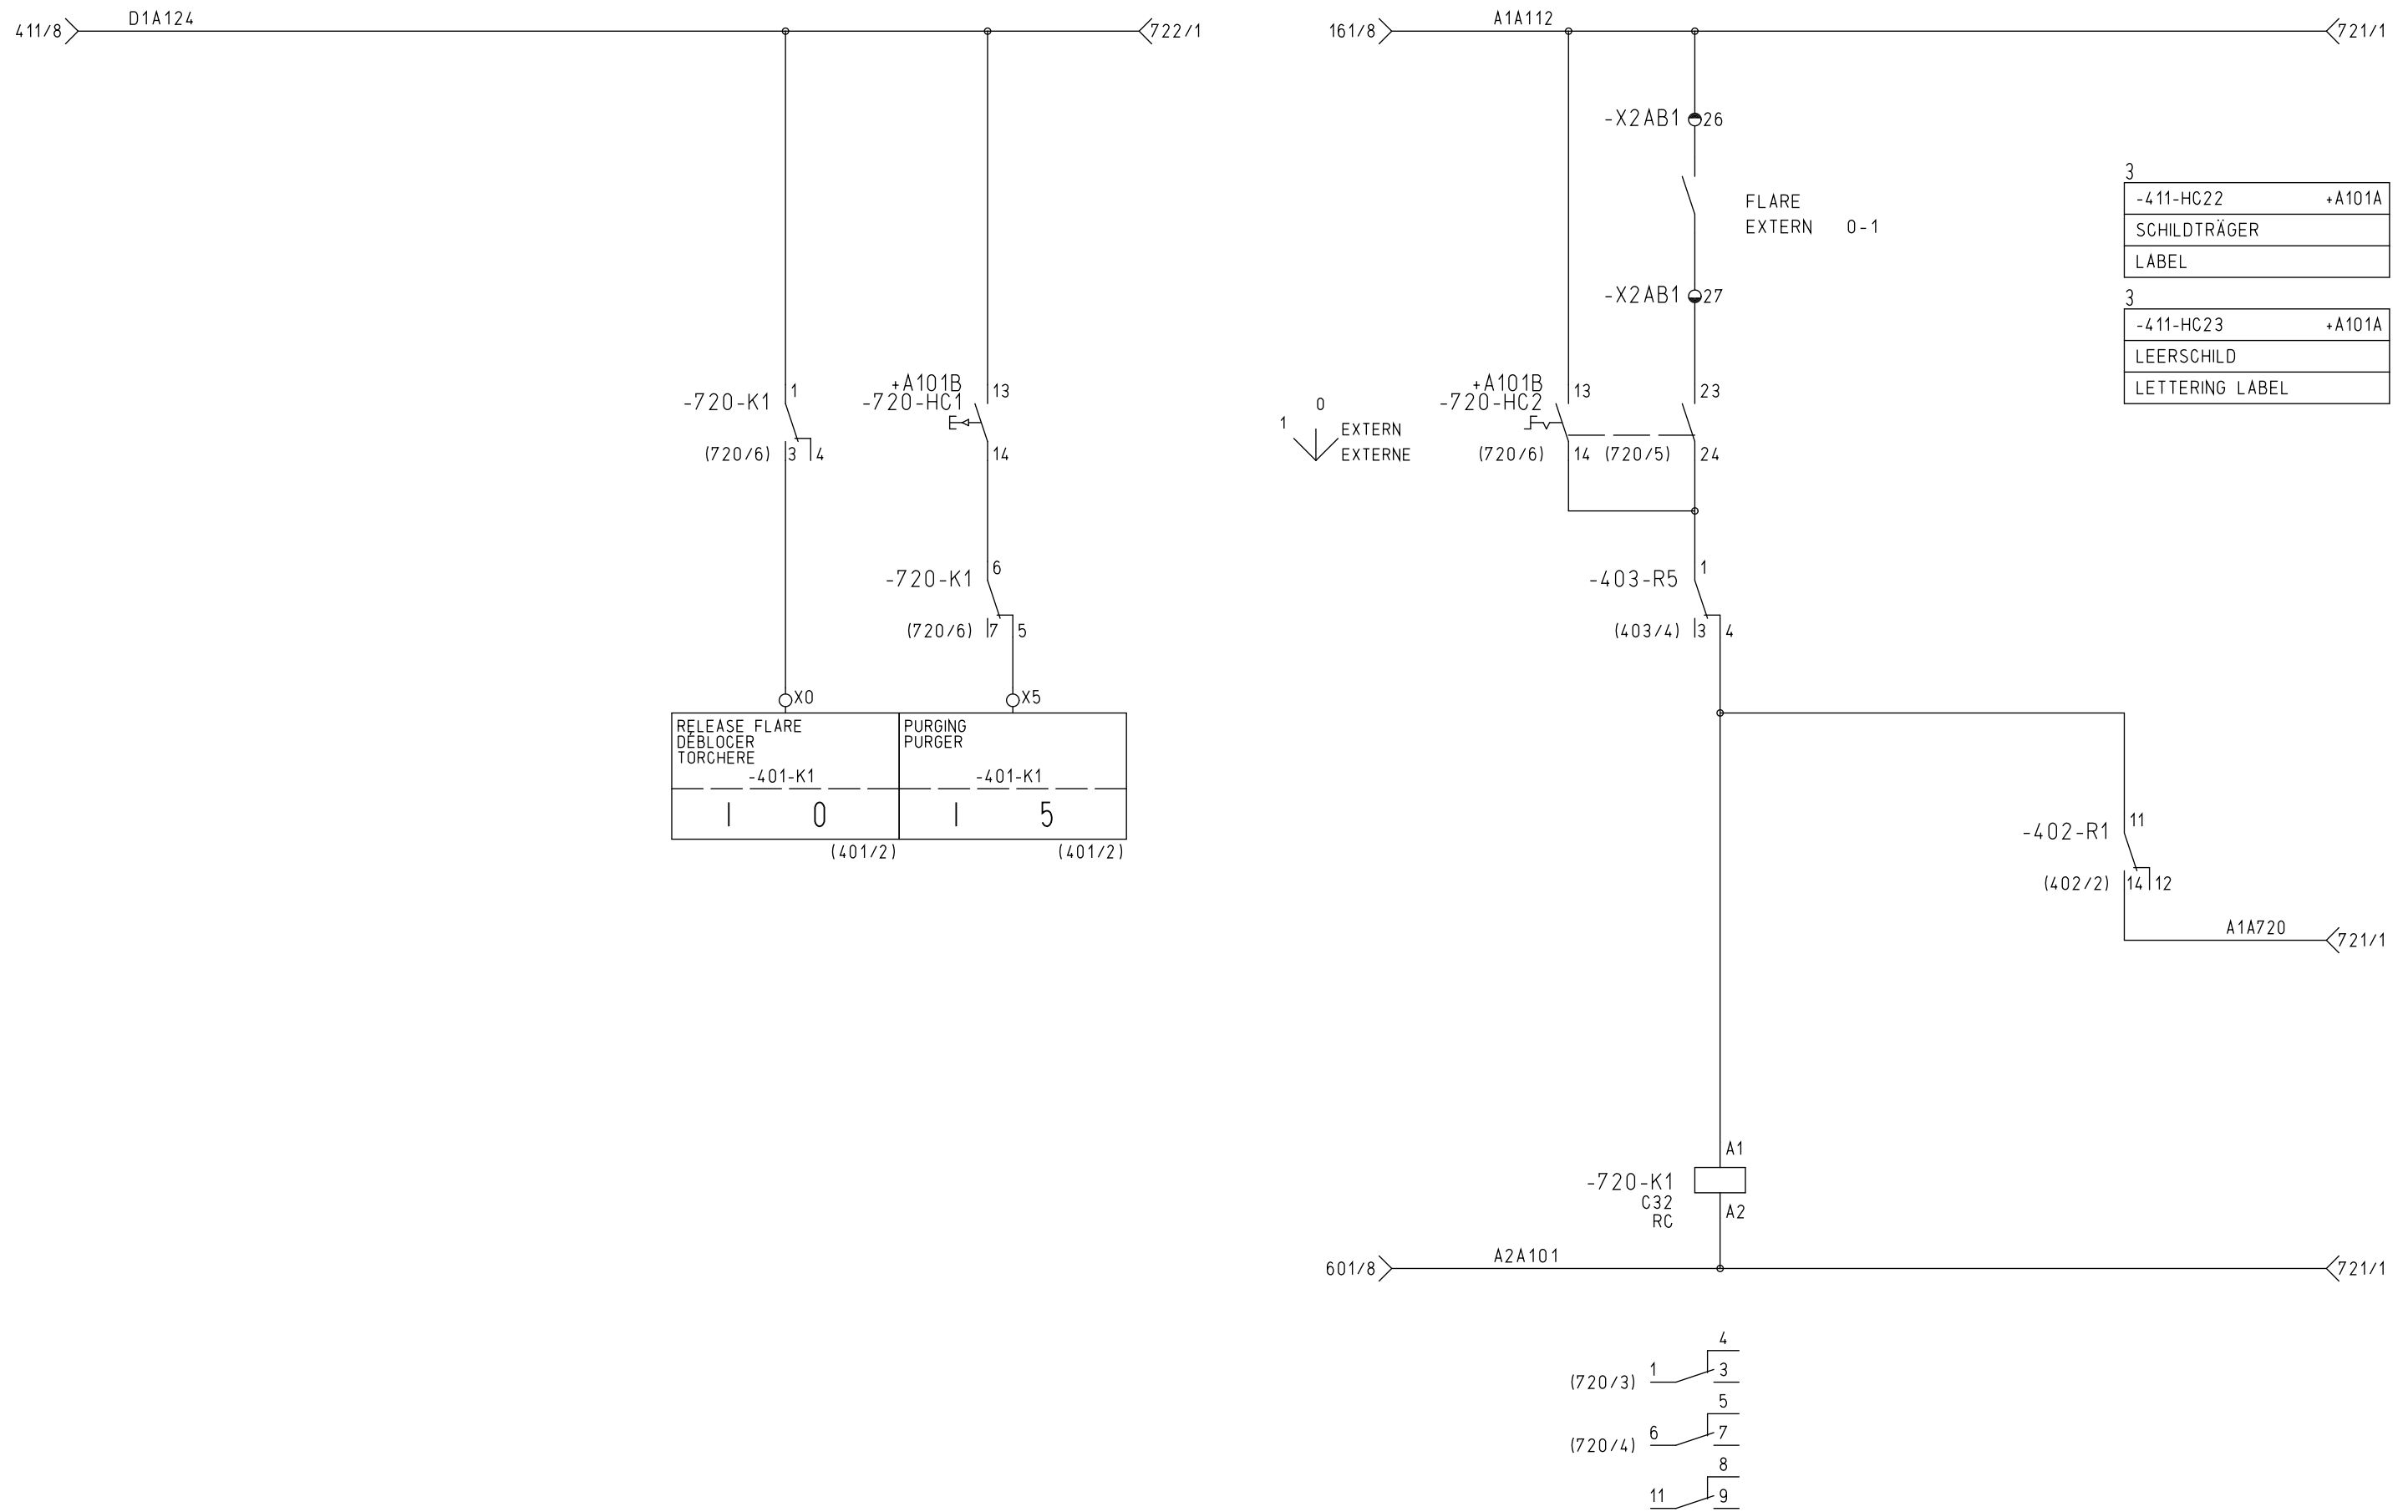 411/8
D1A124
722/1
161/8
A1A112
721/1
-X2AB1 26
FLARE
EXTERN 0-1
-X2AB1 27
3
-411-HC22 +A101A
SCHILDTRÄGER
LABEL
3
-411-HC23 +A101A
LEERSCHILD
LETTERING LABEL
1
-720-K1
(720/6) 3 4
+A101B 13
-720-HC1
14
0
1
EXTERN
EXTERNE
+A101B 13
-720-HC2
(720/6) 14
23
(720/5) 24
6
-720-K1
(720/6) 7 5
1
-403-R5
(403/4) 3 4
X0
X5
RELEASE FLARE
DÉBLOCER
TORCHERE
-401-K1
I 0
(401/2)
PURGING
PURGER
-401-K1
I 5
(401/2)
11
-402-R1
(402/2) 14 12
A1A720
721/1
A1
-720-K1
C32
RC
A2
601/8
A2A101
721/1
4
(720/3) 1 3
5
(720/4) 6 7
8
11 9